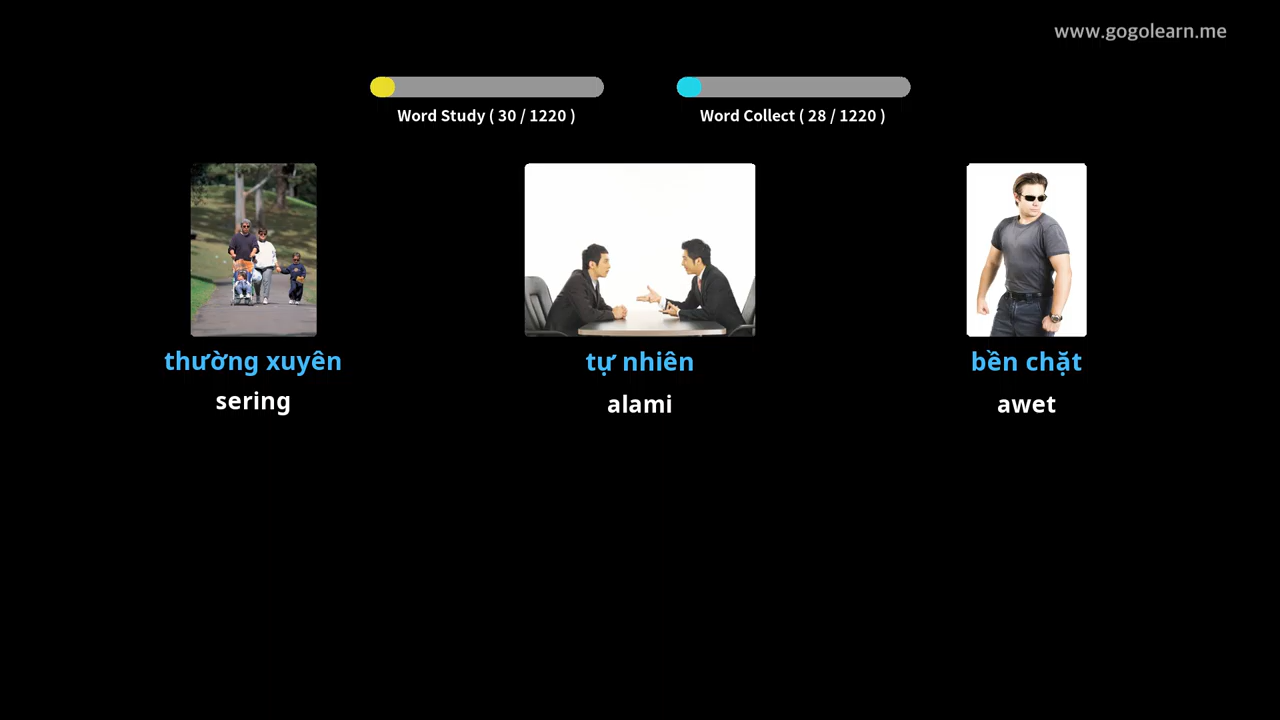 www.gogolearn.me
Word Study ( 30 / 1220 )
Word Collect ( 28 / 1220 )
thường xuyên
sering
tự nhiên
alami
bền chặt
awet